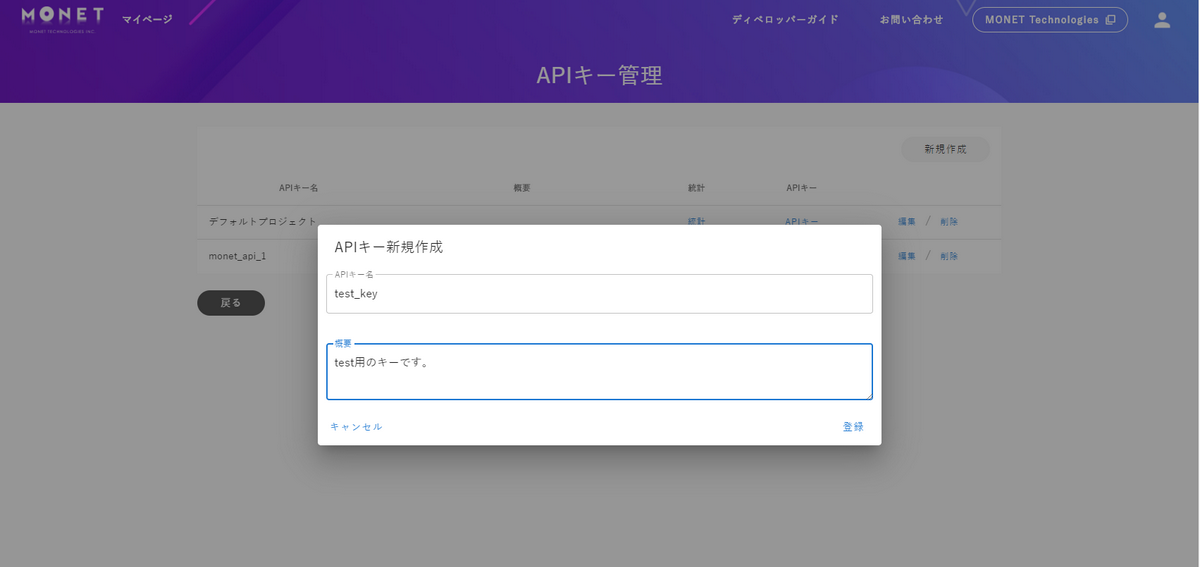 MONET
MONET TECHNOLOGIES INC.
マイページ
ディベロッパーガイド
お問い合わせ
MONET Technologies
APIキー管理
新規作成
APIキー名
概要
統計
APIキー
デフォルトプロジェクト
統計
APIキー
編集 / 削除
monet_api_1
編集 / 削除
戻る
APIキー新規作成
APIキー名
test_key
概要
test用のキーです。
キャンセル
登録